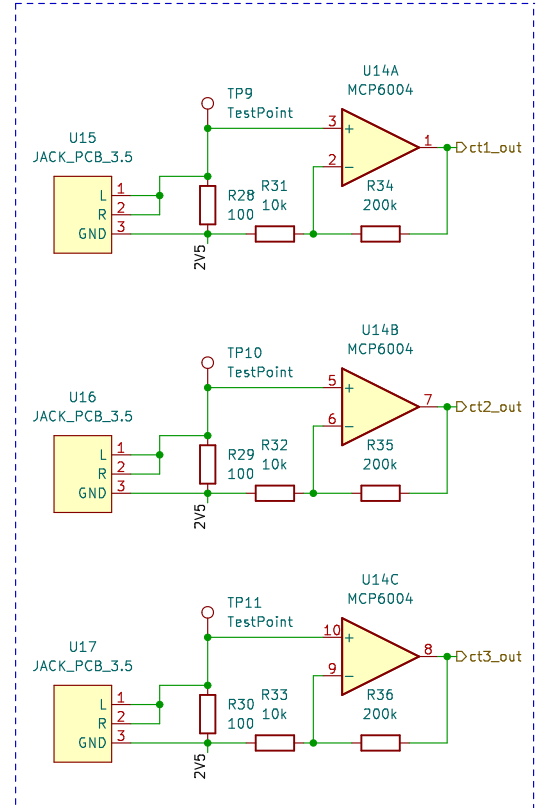 U14A
MCP6004
TP9
TestPoint
3
+
1
ct1_out
2
−
U15
JACK_PCB_3.5
L 1
R 2
GND 3
R28
100
R31
10k
R34
200k
2V5
U14B
MCP6004
TP10
TestPoint
5
+
7
ct2_out
6
−
U16
JACK_PCB_3.5
L 1
R 2
GND 3
R29
100
R32
10k
R35
200k
2V5
U14C
MCP6004
TP11
TestPoint
10
+
8
ct3_out
9
−
U17
JACK_PCB_3.5
L 1
R 2
GND 3
R30
100
R33
10k
R36
200k
2V5